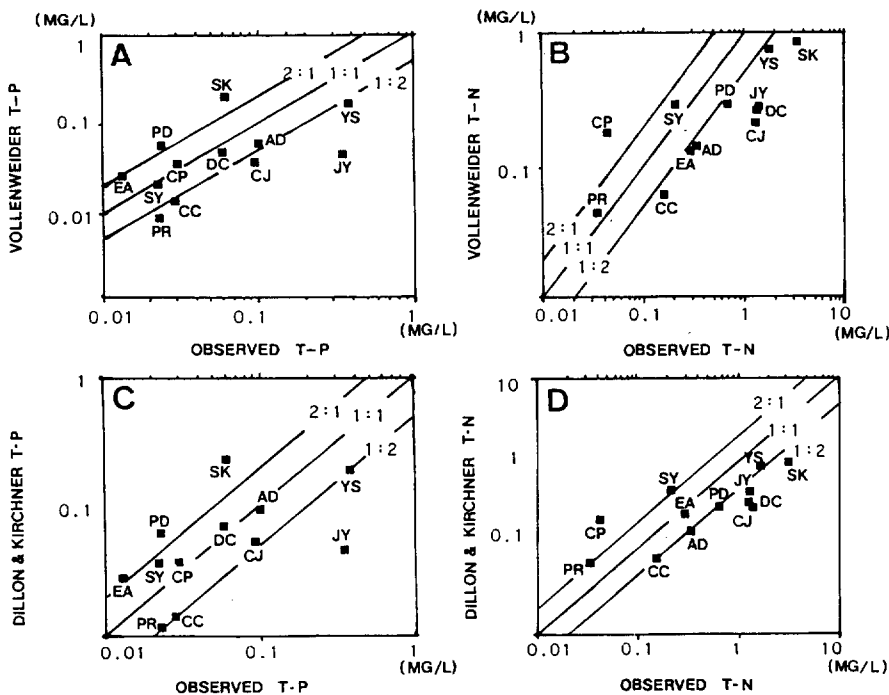 (MG/L)
A
1
0.1
0.01
VOLLENWEIDER T-P
2:1
1:1
1:2
SK
YS
PD
AD
DC
EA
CP
CJ
JY
SY
CC
PR
0.01
0.1
1
(MG/L)
OBSERVED T-P
(MG/L)
B
1
0.1
VOLLENWEIDER T-N
YS
SK
PD
JY
SY
DC
CP
CJ
AD
EA
PR
CC
2:1
1:1
1:2
0.01
0.1
1
10
(MG/L)
OBSERVED T-N
C
1
0.1
DILLON & KIRCHNER T-P
2:1
1:1
1:2
SK
YS
AD
PD
DC
CJ
JY
SY
CP
EA
PR
CC
0.01
0.1
1
(MG/L)
OBSERVED T-P
D
10
1
0.1
DILLON & KIRCHNER T-N
2:1
1:1
1:2
YS
SK
SY
JY
EA
PD
DC
CJ
CP
AD
PR
CC
0.01
0.1
1
10
(MG/L)
OBSERVED T-N